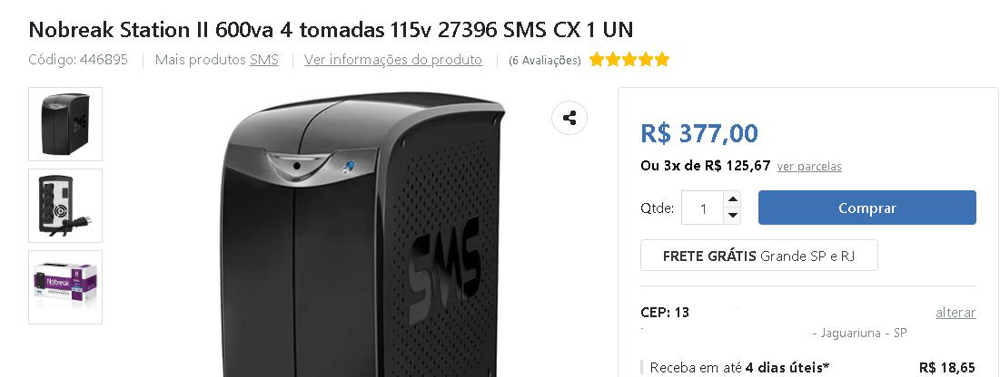 Nobreak Station II 600va 4 tomadas 115v 27396 SMS CX 1 UN
Código: 446895 Mais produtos SMS Ver informações do produto (6 Avaliações)
SMS
Nobreak
R$ 377,00
Ou 3x de R$ 125,67 ver parcelas
Qtde: 1 Comprar
FRETE GRÁTIS Grande SP e RJ
CEP: 13 alterar
- Jaguariuna - SP
Receba em até 4 dias úteis* R$ 18,65